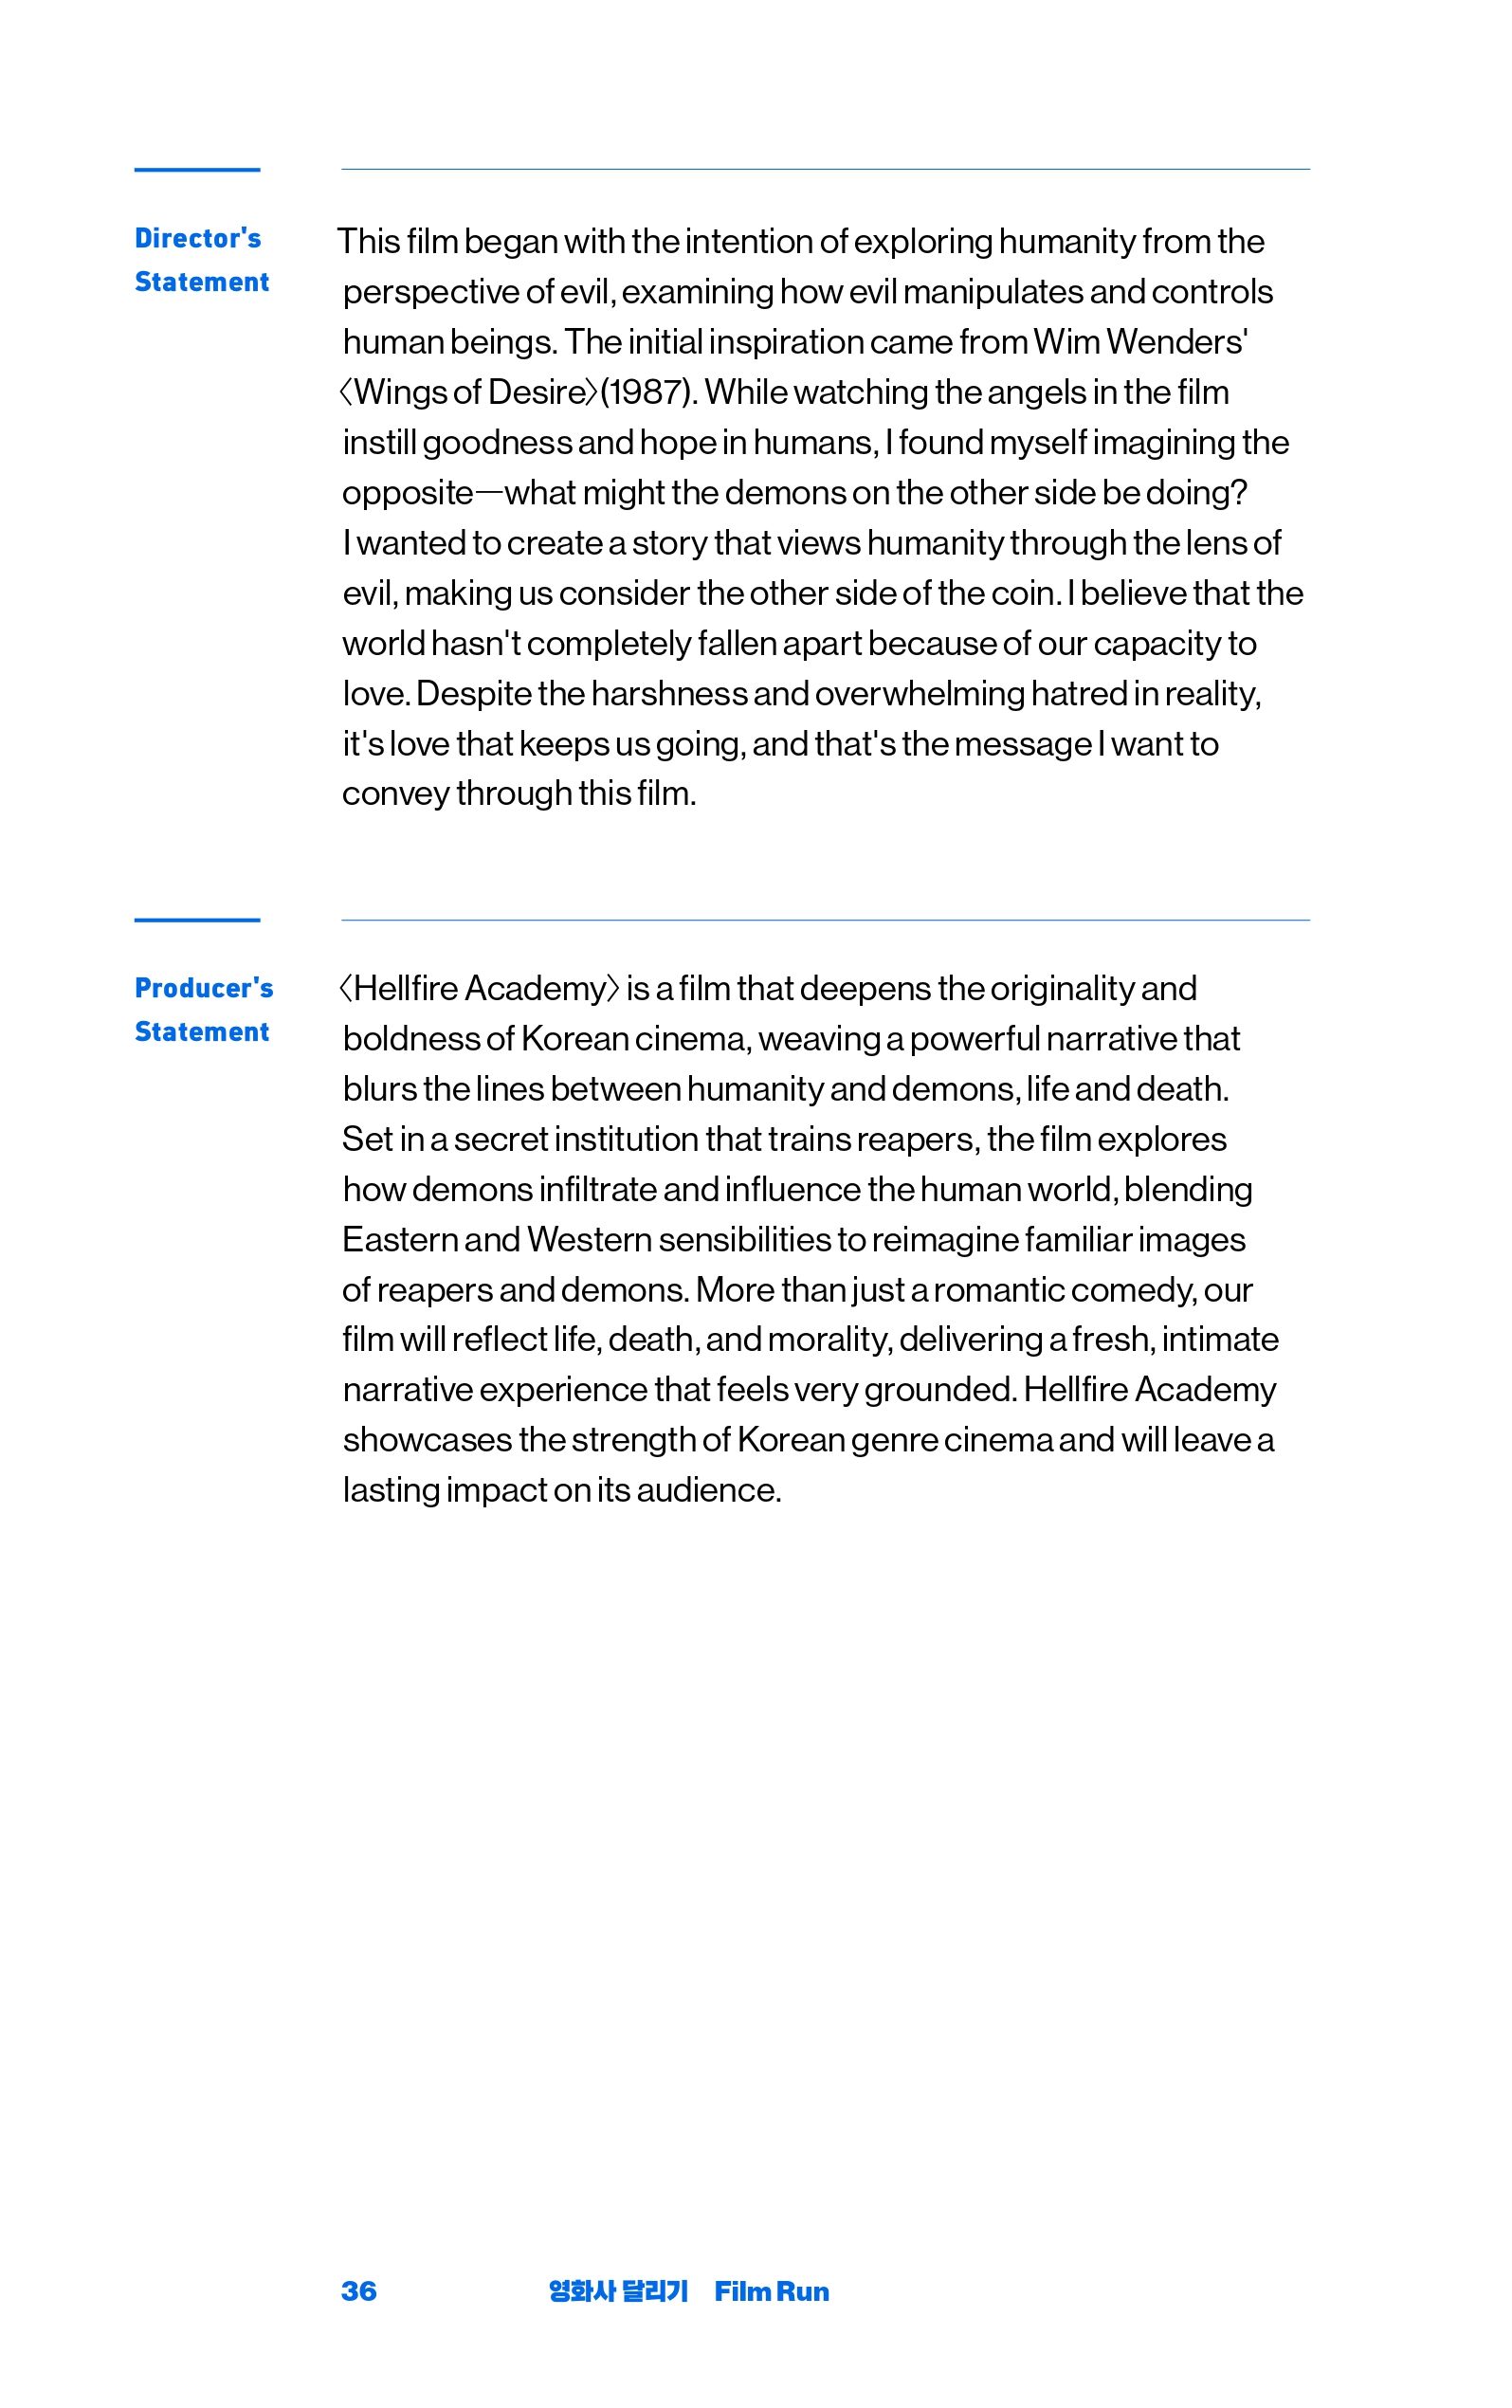 Director's
Statement
This film began with the intention of exploring humanity from the
perspective of evil, examining how evil manipulates and controls
human beings. The initial inspiration came from Wim Wenders'
〈Wings of Desire〉(1987). While watching the angels in the film
instill goodness and hope in humans, I found myself imagining the
opposite—what might the demons on the other side be doing?
I wanted to create a story that views humanity through the lens of
evil, making us consider the other side of the coin. I believe that the
world hasn't completely fallen apart because of our capacity to
love. Despite the harshness and overwhelming hatred in reality,
it's love that keeps us going, and that's the message I want to
convey through this film.
Producer's
Statement
〈Hellfire Academy〉 is a film that deepens the originality and
boldness of Korean cinema, weaving a powerful narrative that
blurs the lines between humanity and demons, life and death.
Set in a secret institution that trains reapers, the film explores
how demons infiltrate and influence the human world, blending
Eastern and Western sensibilities to reimagine familiar images
of reapers and demons. More than just a romantic comedy, our
film will reflect life, death, and morality, delivering a fresh, intimate
narrative experience that feels very grounded. Hellfire Academy
showcases the strength of Korean genre cinema and will leave a
lasting impact on its audience.
36 영화사 달리기 Film Run